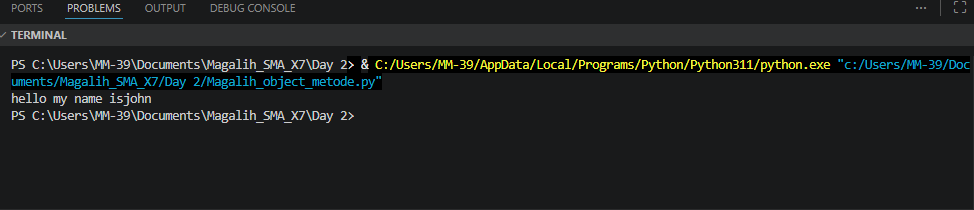 PORTS PROBLEMS OUTPUT DEBUG CONSOLE
TERMINAL
PS C:\Users\MM-39\Documents\Magalih_SMA_X7\Day 2> & C:/Users/MM-39/AppData/Local/Programs/Python/Python311/python.exe "c:/Users/MM-39/Doc
uments/Magalih_SMA_X7/Day 2/Magalih_object_metode.py"
hello my name isjohn
PS C:\Users\MM-39\Documents\Magalih_SMA_X7\Day 2>